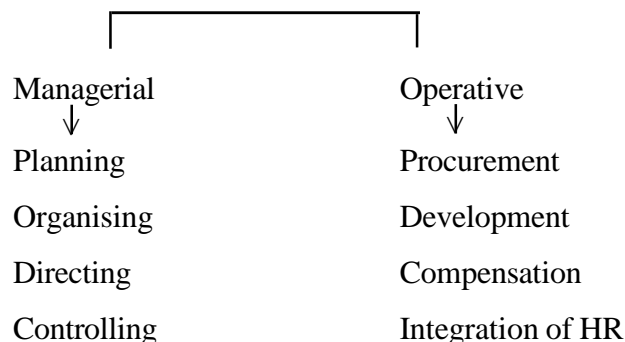 Managerial Operative
Planning Procurement
Organising Development
Directing Compensation
Controlling Integration of HR